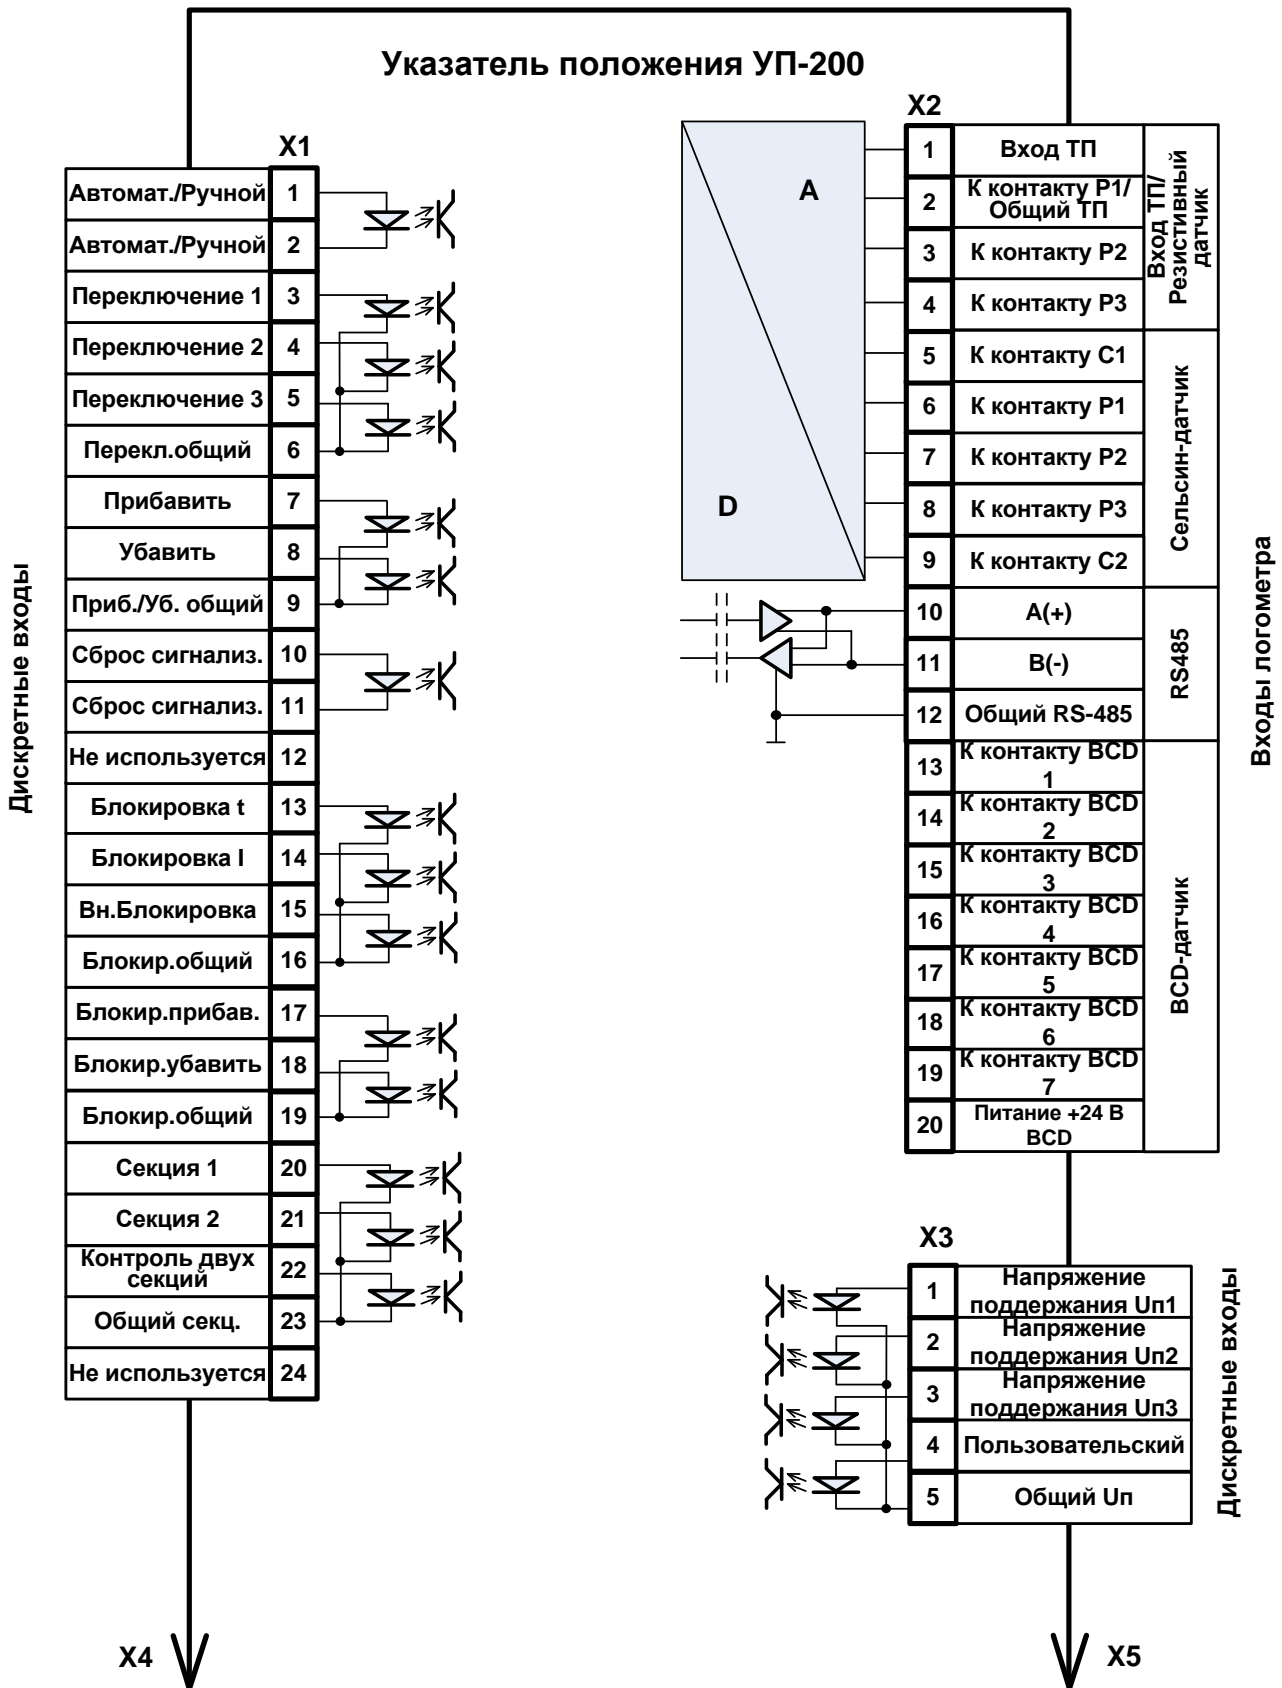 Указатель положения УП-200
X1
Дискретные входы
Автомат./Ручной 1
Автомат./Ручной 2
Переключение 1 3
Переключение 2 4
Переключение 3 5
Перекл.общий 6
Прибавить 7
Убавить 8
Приб./Уб. общий 9
Сброс сигнализ. 10
Сброс сигнализ. 11
Не используется 12
Блокировка t 13
Блокировка I 14
Вн.Блокировка 15
Блокир.общий 16
Блокир.прибав. 17
Блокир.убавить 18
Блокир.общий 19
Секция 1 20
Секция 2 21
Контроль двух
секций 22
Общий секц. 23
Не используется 24
X4
A
D
X2
1 Вход ТП
2 К контакту Р1/
Общий ТП
3 К контакту Р2
4 К контакту Р3
Вход ТП/
Резистивный
датчик
5 К контакту С1
6 К контакту Р1
7 К контакту Р2
8 К контакту Р3
9 К контакту С2
Сельсин-датчик
10 A(+)
11 B(-)
12 Общий RS-485
RS485
13 К контакту BCD
1
14 К контакту BCD
2
15 К контакту BCD
3
16 К контакту BCD
4
17 К контакту BCD
5
18 К контакту BCD
6
19 К контакту BCD
7
20 Питание +24 В
BCD
BCD-датчик
Входы логометра
X3
1 Напряжение
поддержания Uп1
2 Напряжение
поддержания Uп2
3 Напряжение
поддержания Uп3
4 Пользовательский
5 Общий Uп
Дискретные входы
X5